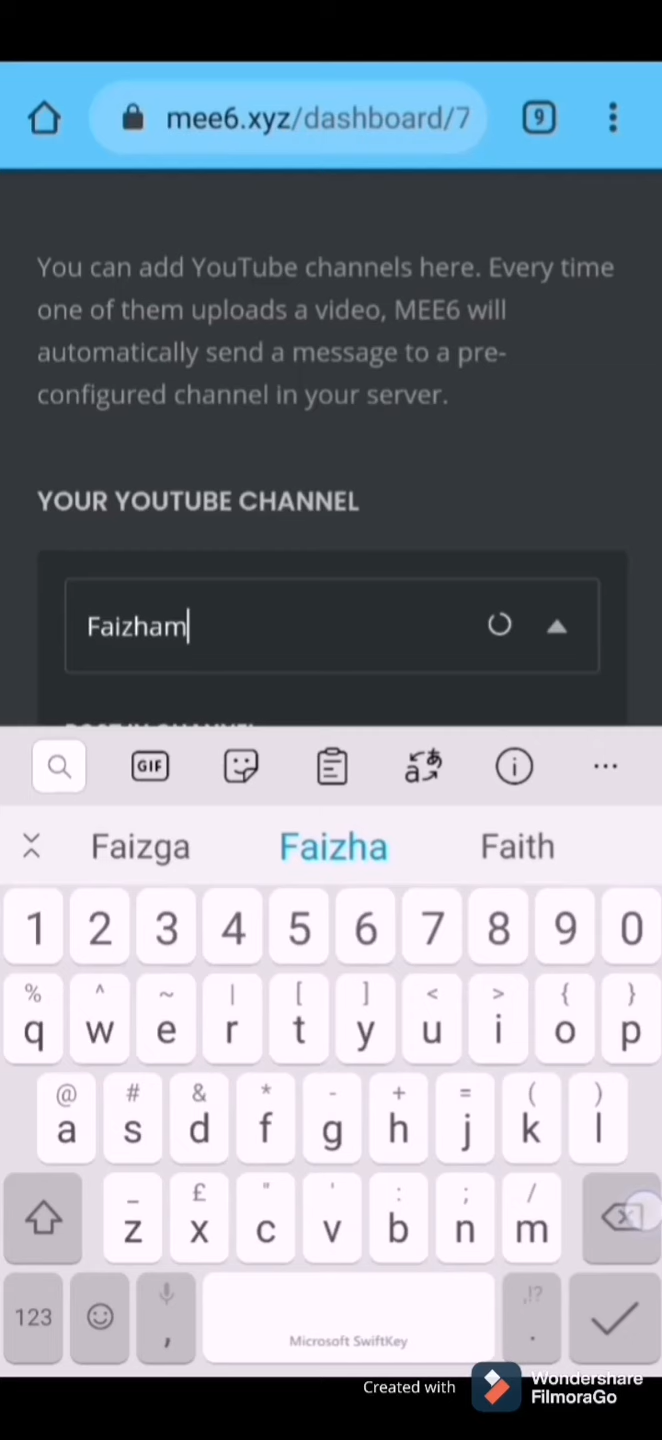 mee6.xyz/dashboard/7
9
You can add YouTube channels here. Every time
one of them uploads a video, MEE6 will
automatically send a message to a pre-
configured channel in your server.
YOUR YOUTUBE CHANNEL
Faizham
GIF
aあ
i
Faizga Faizha Faith
1 2 3 4 5 6 7 8 9 0
% ^ ~ | [ ] < > { }
q w e r t y u i o p
@ # & * - + = ( )
a s d f g h j k l
_ £ " ' : ; /
z x c v b n m
,!?
123 , Microsoft SwiftKey .
Created with Wondershare
FilmoraGo